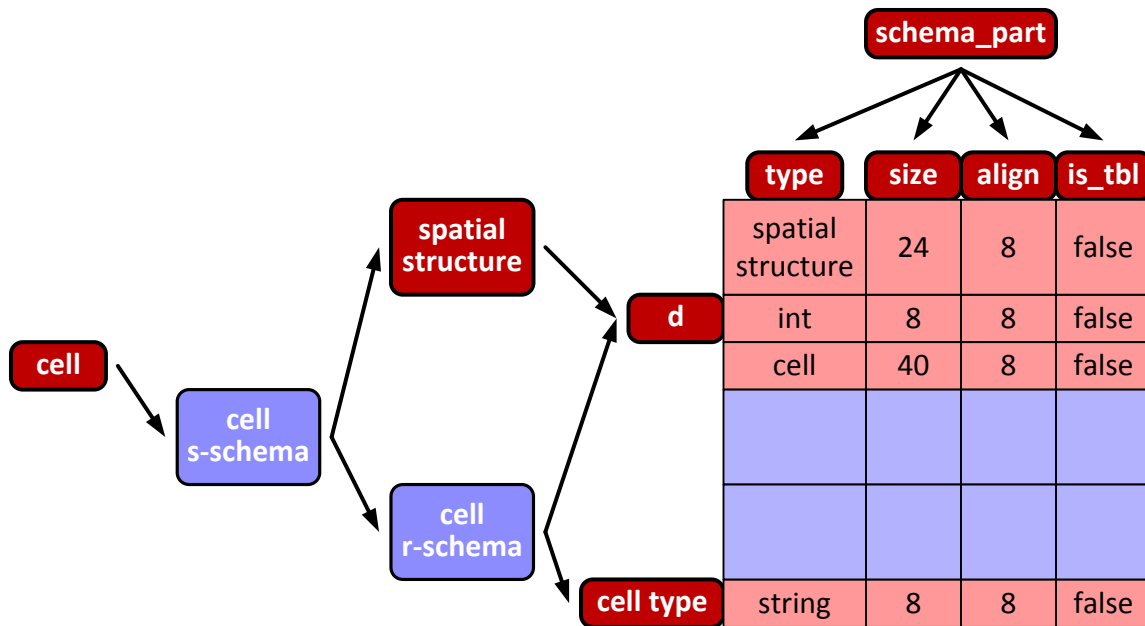 schema_part
type size align is_tbl
spatial
structure
spatial
structure 24 8 false
d int 8 8 false
cell cell 40 8 false
cell
s-schema
cell
r-schema
cell type string 8 8 false